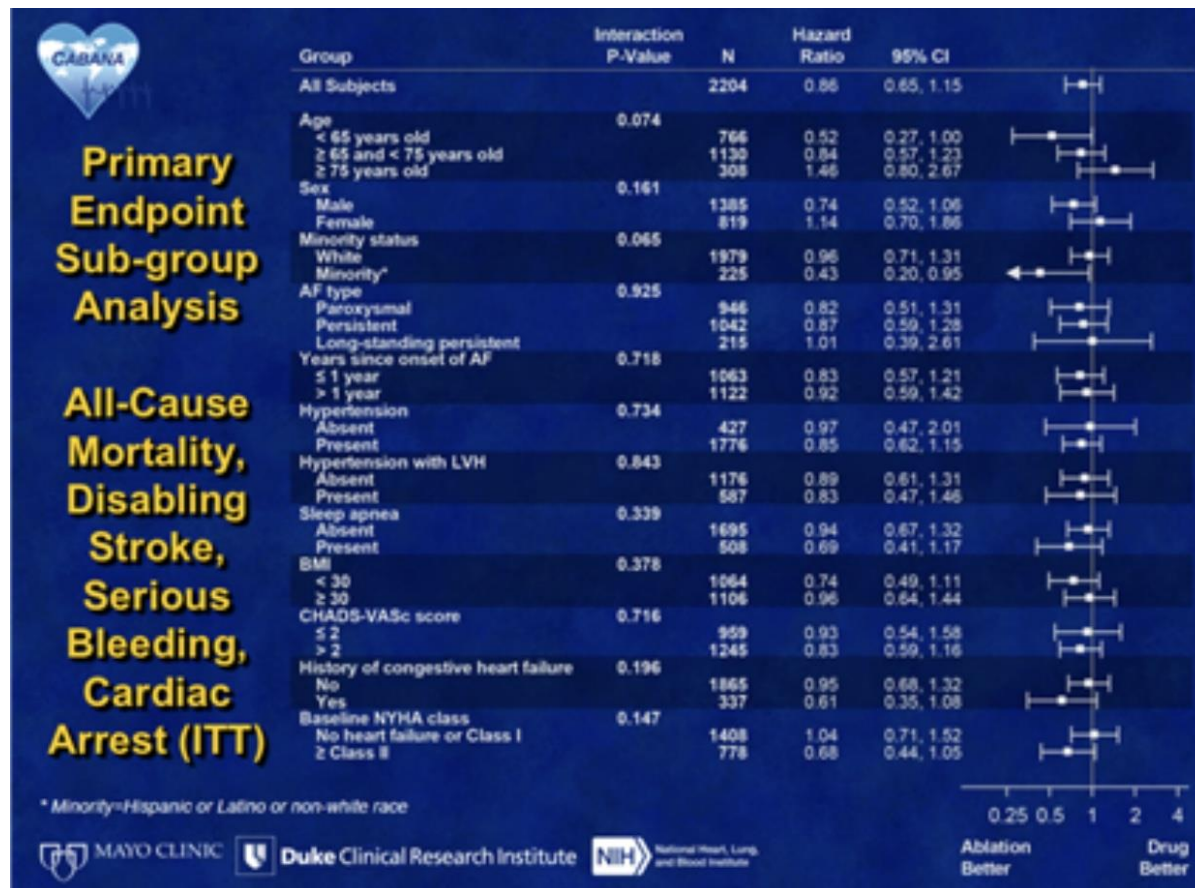 CABANA
Primary
Endpoint
Sub-group
Analysis
All-Cause
Mortality,
Disabling
Stroke,
Serious
Bleeding,
Cardiac
Arrest (ITT)
Group Interaction P-Value N Hazard Ratio 95% CI
All Subjects 2204 0.86 0.65, 1.15
Age 0.074
< 65 years old 766 0.52 0.27, 1.00
≥ 65 and < 75 years old 1130 0.84 0.57, 1.23
≥ 75 years old 308 1.46 0.80, 2.67
Sex 0.161
Male 1385 0.74 0.52, 1.06
Female 819 1.14 0.70, 1.86
Minority status 0.065
White 1979 0.96 0.71, 1.31
Minority* 225 0.43 0.20, 0.95
AF type 0.925
Paroxysmal 946 0.82 0.51, 1.31
Persistent 1042 0.87 0.59, 1.28
Long-standing persistent 215 1.01 0.39, 2.61
Years since onset of AF 0.718
≤ 1 year 1063 0.83 0.57, 1.21
> 1 year 1122 0.92 0.59, 1.42
Hypertension 0.734
Absent 427 0.97 0.47, 2.01
Present 1776 0.85 0.62, 1.15
Hypertension with LVH 0.843
Absent 1176 0.89 0.61, 1.31
Present 587 0.83 0.47, 1.46
Sleep apnea 0.339
Absent 1695 0.94 0.67, 1.32
Present 508 0.69 0.41, 1.17
BMI 0.378
< 30 1064 0.74 0.49, 1.11
≥ 30 1106 0.96 0.64, 1.44
CHADS-VASc score 0.716
≤ 2 959 0.93 0.54, 1.58
> 2 1245 0.83 0.59, 1.16
History of congestive heart failure 0.196
No 1865 0.95 0.68, 1.32
Yes 337 0.61 0.35, 1.08
Baseline NYHA class 0.147
No heart failure or Class I 1408 1.04 0.71, 1.52
≥ Class II 778 0.68 0.44, 1.05
0.25 0.5 1 2 4
Ablation Better
Drug Better
* Minority=Hispanic or Latino or non-white race
MAYO CLINIC
Duke Clinical Research Institute
NIH
National Heart, Lung,
and Blood Institute